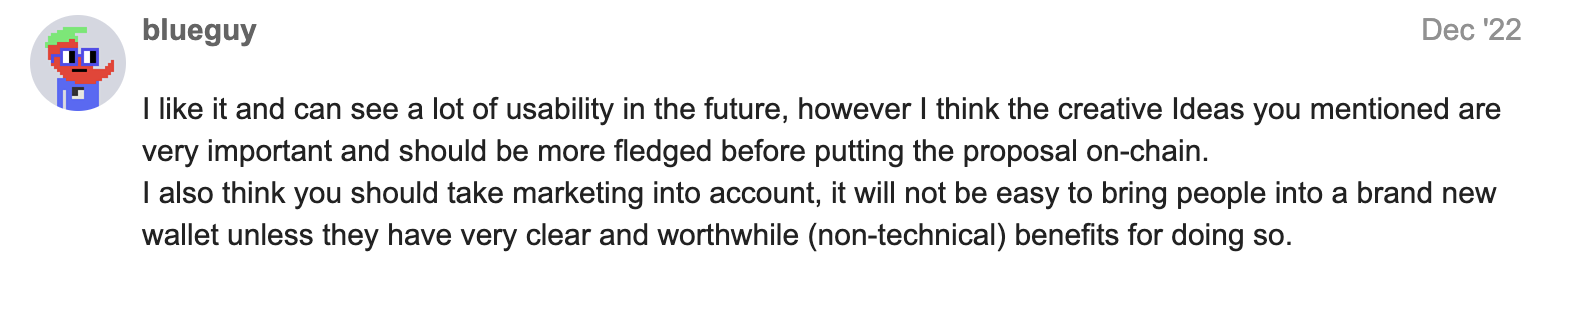 blueguy
Dec '22
I like it and can see a lot of usability in the future, however I think the creative Ideas you mentioned are
very important and should be more fledged before putting the proposal on-chain.
I also think you should take marketing into account, it will not be easy to bring people into a brand new
wallet unless they have very clear and worthwhile (non-technical) benefits for doing so.